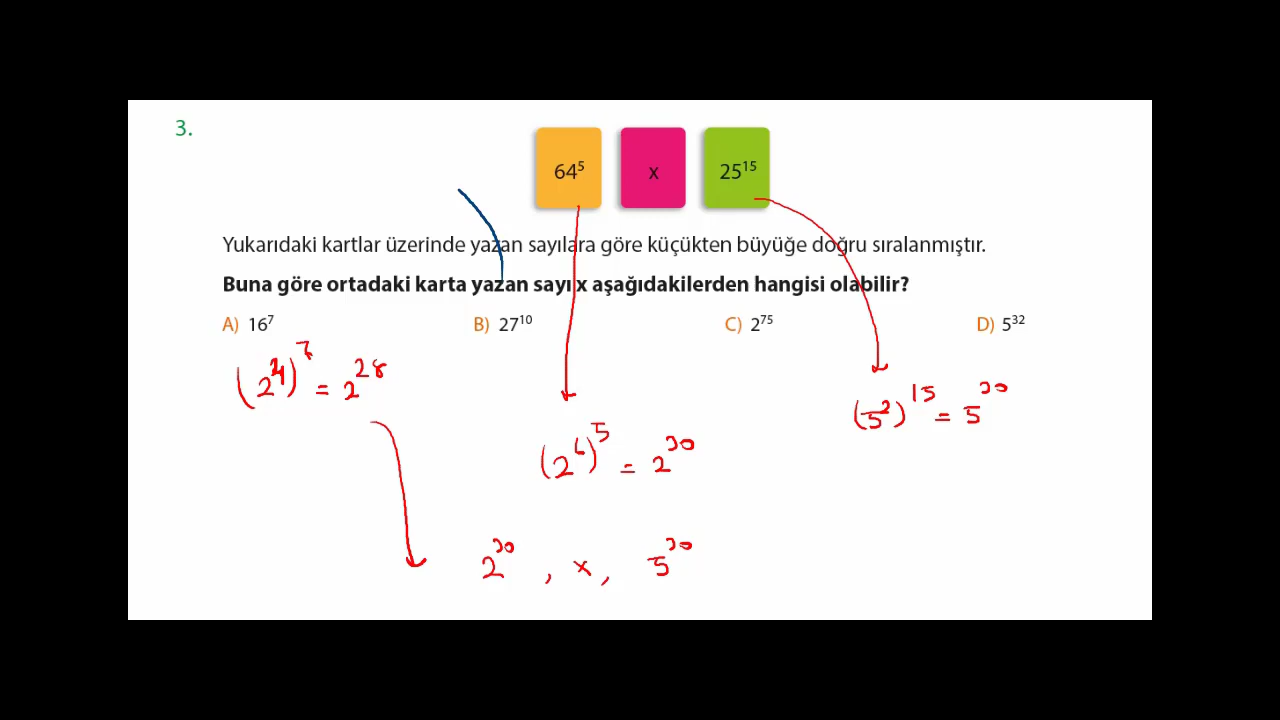 3.
64⁵ x 25¹⁵
Yukarıdaki kartlar üzerinde yazan sayılara göre küçükten büyüğe doğru sıralanmıştır.
Buna göre ortadaki karta yazan sayı x aşağıdakilerden hangisi olabilir?
A) 16⁷ B) 27¹⁰ C) 2⁷⁵ D) 5³²
(2⁴)⁷ = 2²⁸
(5²)¹⁵ = 5³⁰
(2⁶)⁵ = 2³⁰
2³⁰ , x , 5³⁰